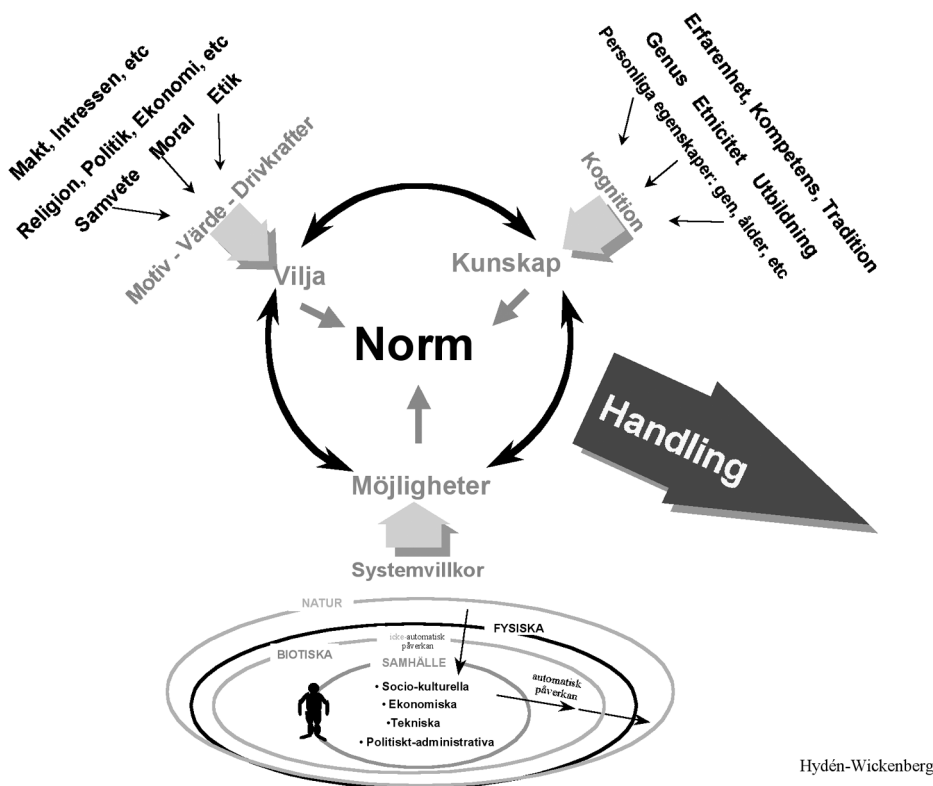 Makt, Intressen, etc
Religion, Politik, Ekonomi, etc
Samvete Moral Etik
Motiv - Värde - Drivkrafter
Vilja
Erfarenhet, Kompetens, Tradition
Genus Etnicitet Utbildning
Personliga egenskaper: gen, ålder, etc
Kognition
Kunskap
Norm
Handling
Möjligheter
Systemvillkor
NATUR
FYSISKA
icke-automatisk
påverkan
BIOTISKA
SAMHÄLLE
• Socio-kulturella
• Ekonomiska
•Tekniska
• Politiskt-administrativa
automatisk
påverkan
Hydén-Wickenberg